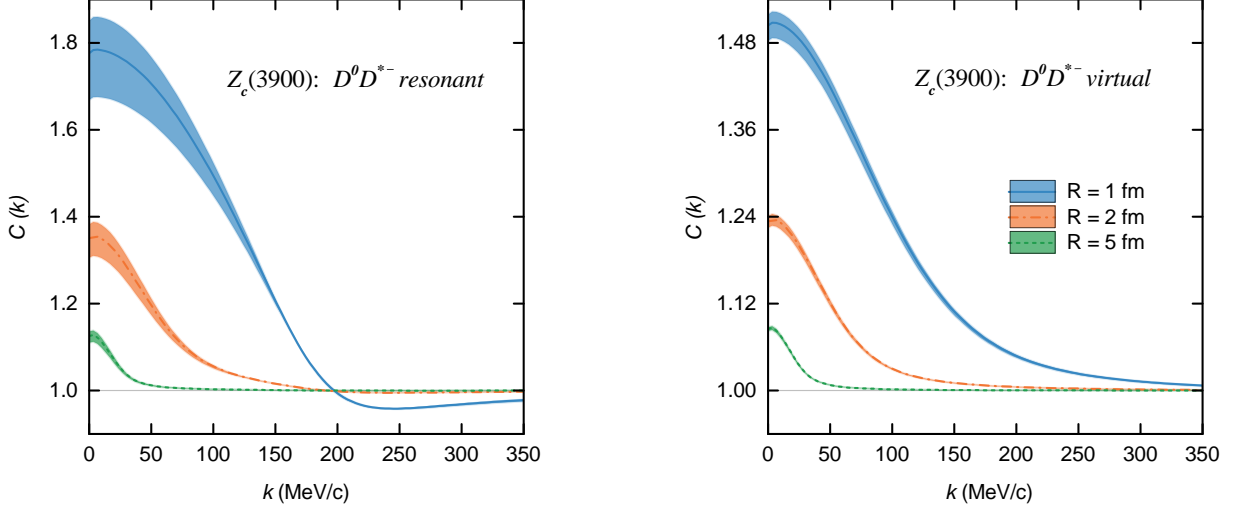 1.8
1.6
1.4
1.2
1.0
C (k)
Z_c(3900): D⁰D*⁻ resonant
0 50 100 150 200 250 300 350
k (MeV/c)
1.48
1.36
1.24
1.12
1.00
C (k)
Z_c(3900): D⁰D*⁻ virtual
R = 1 fm
R = 2 fm
R = 5 fm
0 50 100 150 200 250 300 350
k (MeV/c)